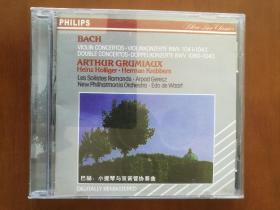 PHILIPS
BACH
VIOLIN CONCERTOS · VIOLINKONZERTE BWV 1041 & 1042
DOUBLE CONCERTOS · DOPPELKONZERTE BWV 1060 · 1043
ARTHUR GRUMIAUX
Heinz Holliger · Herman Krebbers
Les Solistes Romands · Arpad Gerecz
New Philharmonia Orchestra · Edo de Waart
巴赫：小提琴与双簧管协奏曲
DIGITALLY REMASTERED